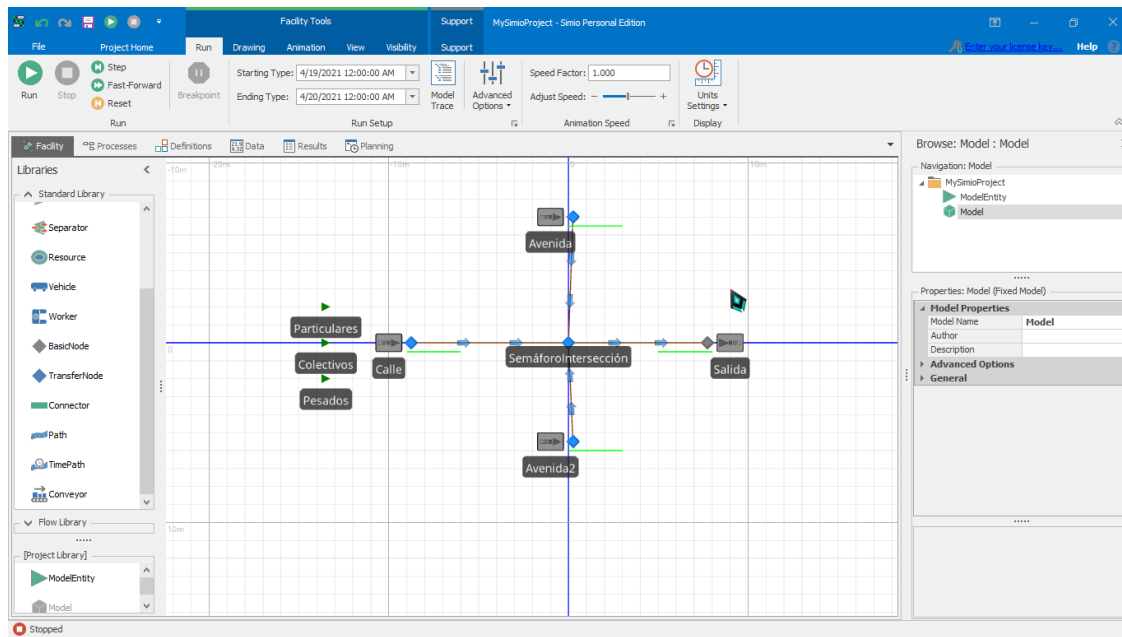 Facility Tools
Support
MySimioProject - Simio Personal Edition
File
Project Home
Run
Drawing
Animation
View
Visibility
Support
Enter your license key...
Help
Run
Stop
Step
Fast-Forward
Reset
Run
Breakpoint
Starting Type: 4/19/2021 12:00:00 AM
Ending Type: 4/20/2021 12:00:00 AM
Model Trace
Advanced Options
Run Setup
Speed Factor: 1.000
Adjust Speed: − +
Animation Speed
Units Settings
Display
Facility
Processes
Definitions
Data
Results
Planning
Libraries
Standard Library
Separator
Resource
Vehicle
Worker
BasicNode
TransferNode
Connector
Path
TimePath
Conveyor
Flow Library
[Project Library]
ModelEntity
Model
-20m
-10m
0
10m
-10m
0
10m
Avenida
Particulares
Colectivos
Pesados
Calle
SemáforoIntersección
Salida
Avenida2
Browse: Model : Model
Navigation: Model
MySimioProject
ModelEntity
Model
Properties: Model (Fixed Model)
Model Properties
Model Name Model
Author
Description
Advanced Options
General
Stopped